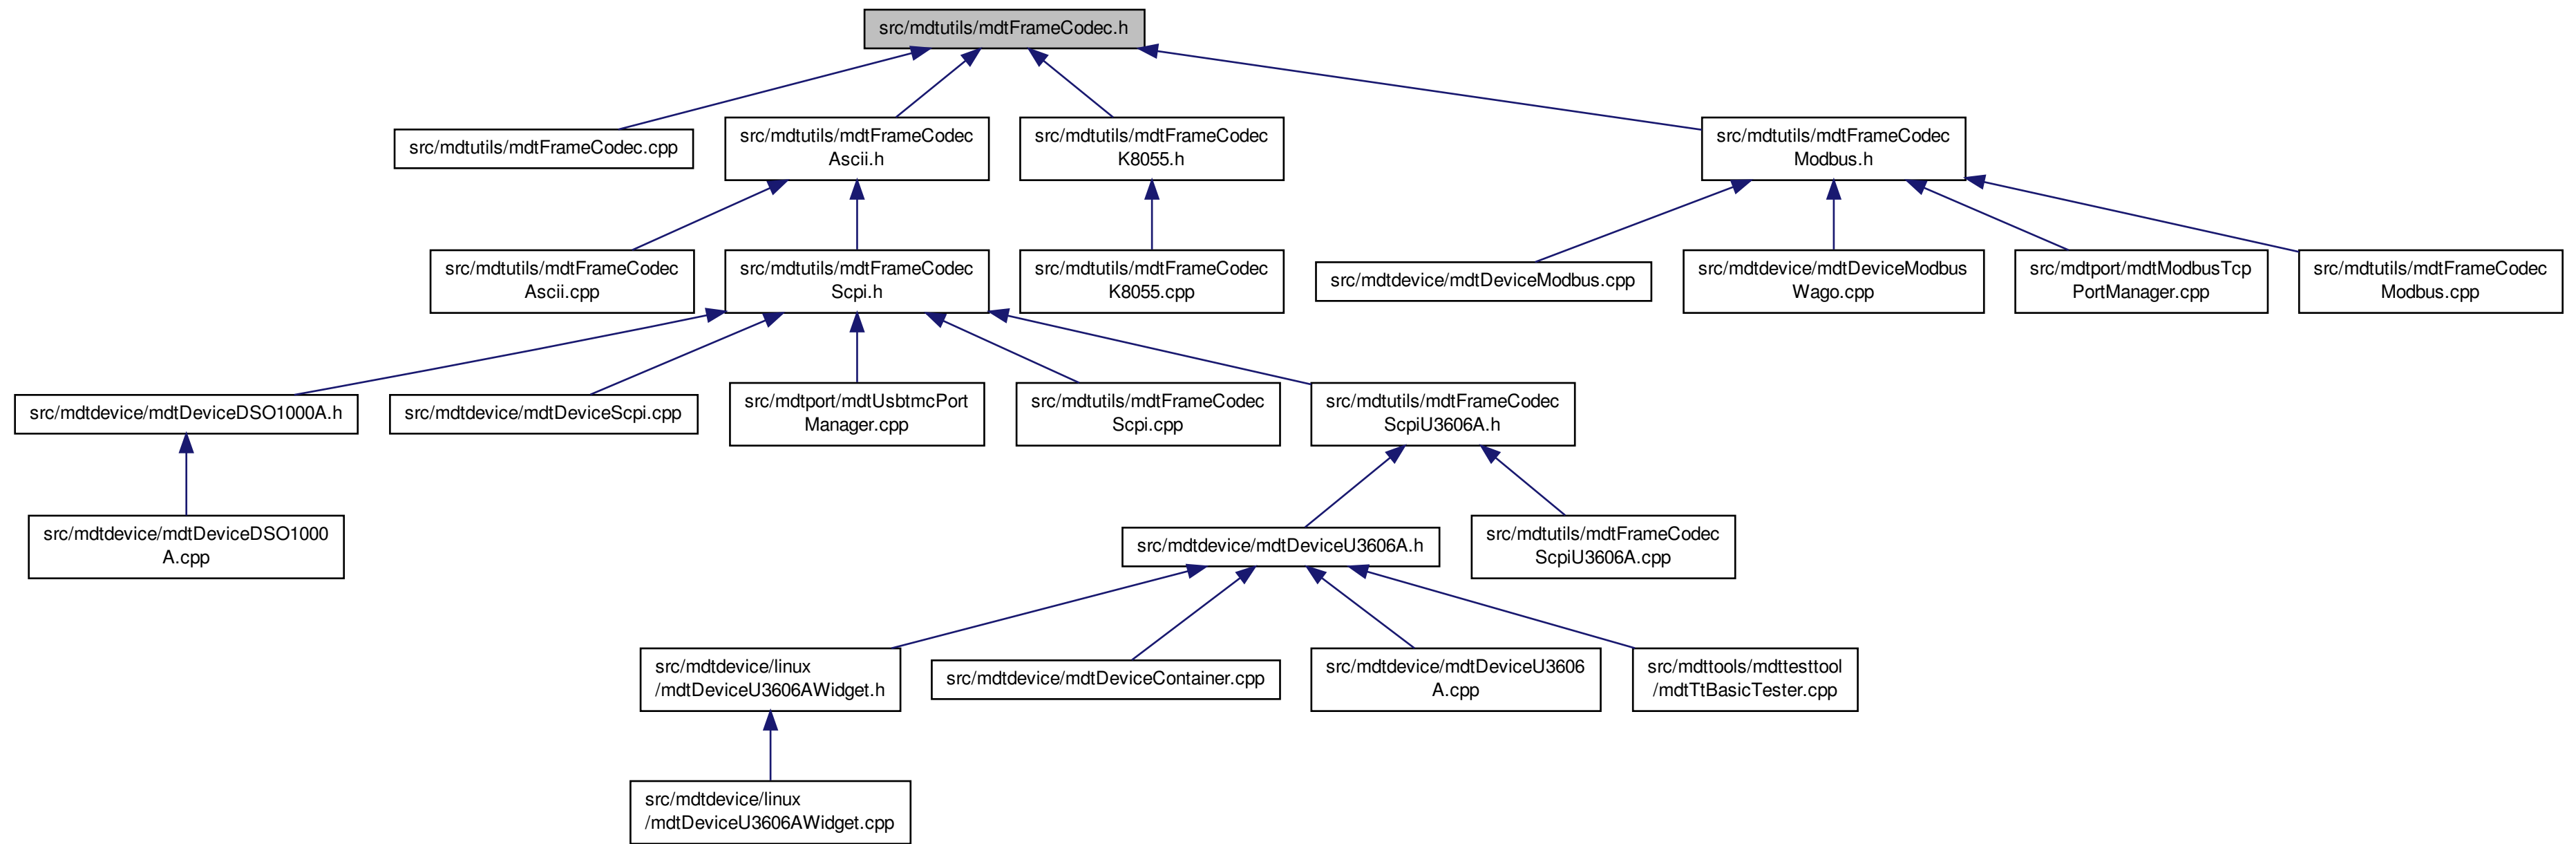 src/mdtutils/mdtFrameCodec.h
src/mdtutils/mdtFrameCodec.cpp
src/mdtutils/mdtFrameCodec
Ascii.h
src/mdtutils/mdtFrameCodec
K8055.h
src/mdtutils/mdtFrameCodec
Modbus.h
src/mdtutils/mdtFrameCodec
Ascii.cpp
src/mdtutils/mdtFrameCodec
Scpi.h
src/mdtutils/mdtFrameCodec
K8055.cpp
src/mdtdevice/mdtDeviceModbus.cpp
src/mdtdevice/mdtDeviceModbus
Wago.cpp
src/mdtport/mdtModbusTcp
PortManager.cpp
src/mdtutils/mdtFrameCodec
Modbus.cpp
src/mdtdevice/mdtDeviceDSO1000A.h
src/mdtdevice/mdtDeviceScpi.cpp
src/mdtport/mdtUsbtmcPort
Manager.cpp
src/mdtutils/mdtFrameCodec
Scpi.cpp
src/mdtutils/mdtFrameCodec
ScpiU3606A.h
src/mdtdevice/mdtDeviceDSO1000
A.cpp
src/mdtdevice/mdtDeviceU3606A.h
src/mdtutils/mdtFrameCodec
ScpiU3606A.cpp
src/mdtdevice/linux
/mdtDeviceU3606AWidget.h
src/mdtdevice/mdtDeviceContainer.cpp
src/mdtdevice/mdtDeviceU3606
A.cpp
src/mdttools/mdttesttool
/mdtTtBasicTester.cpp
src/mdtdevice/linux
/mdtDeviceU3606AWidget.cpp